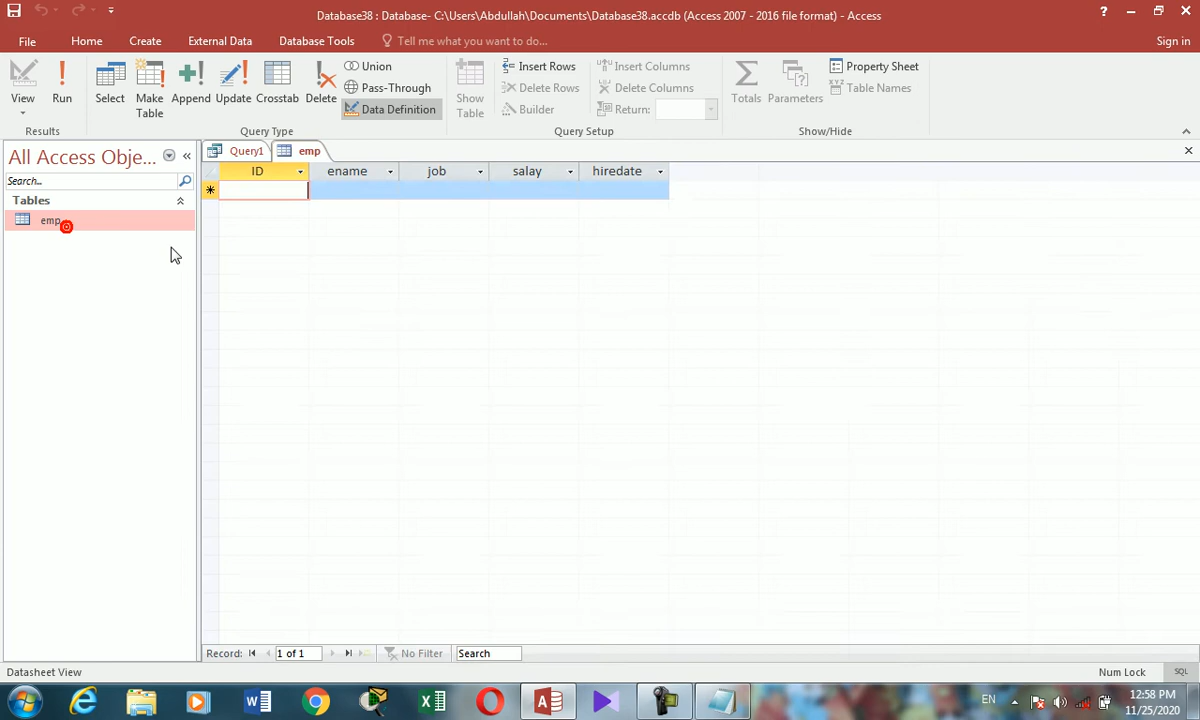 Database38 : Database- C:\Users\Abdullah\Documents\Database38.accdb (Access 2007 - 2016 file format) - Access
File Home Create External Data Database Tools Tell me what you want to do... Sign in
View Run Select Make Table Append Update Crosstab Delete
Union
Pass-Through
Data Definition
Show Table
Insert Rows
Delete Rows
Builder
Insert Columns
Delete Columns
Return:
Totals Parameters
Property Sheet
Table Names
Results Query Type Query Setup Show/Hide
All Access Obje...
Search...
Tables
emp
Query1 emp
ID ename job salay hiredate
Record: 1 of 1 No Filter Search
Datasheet View Num Lock SQL
EN 12:58 PM
11/25/2020